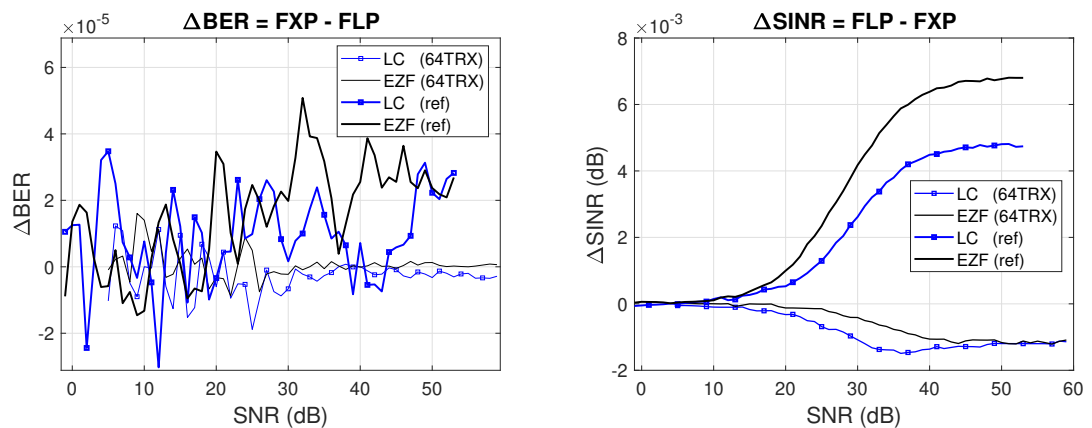 ΔBER = FXP - FLP
×10⁻⁵
LC (64TRX)
EZF (64TRX)
LC (ref)
EZF (ref)
6
4
2
0
-2
ΔBER
0 10 20 30 40 50
SNR (dB)
ΔSINR = FLP - FXP
×10⁻³
8
6
4
2
0
-2
ΔSINR (dB)
LC (64TRX)
EZF (64TRX)
LC (ref)
EZF (ref)
0 10 20 30 40 50 60
SNR (dB)